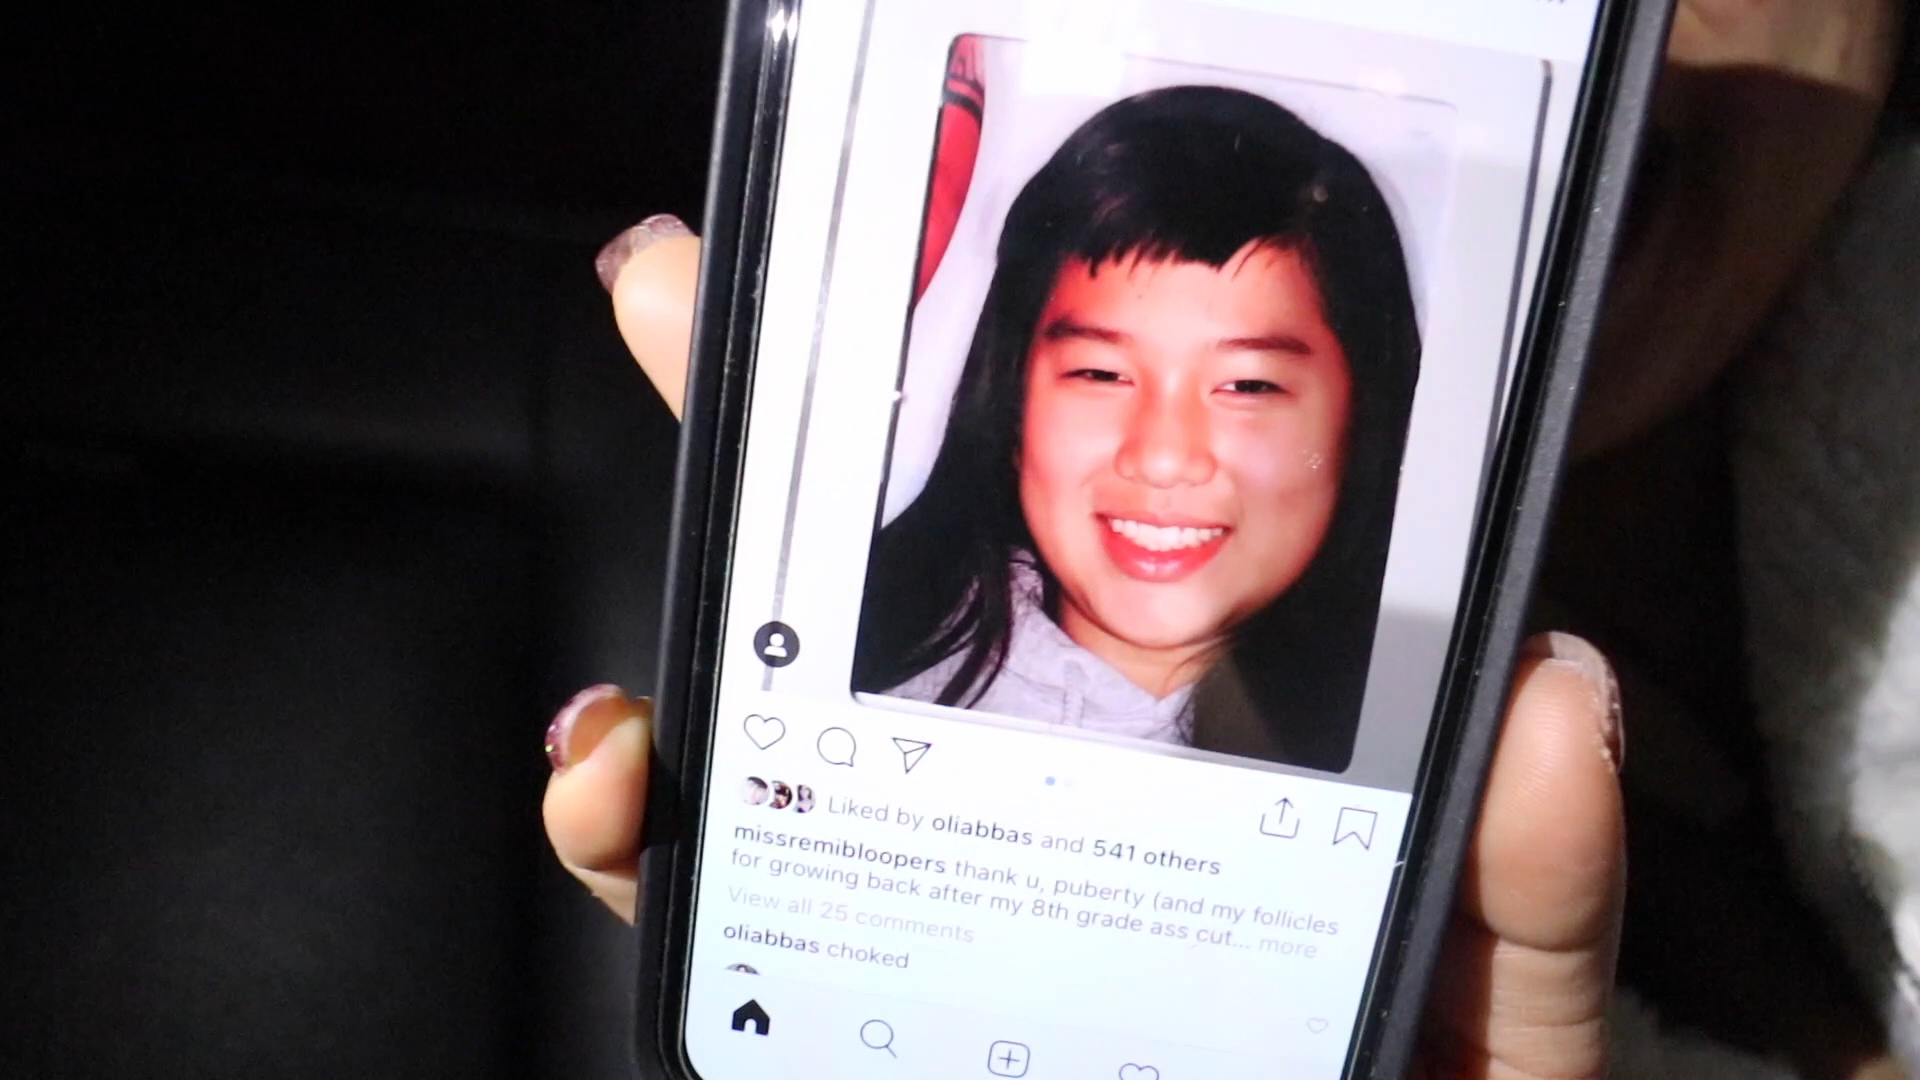 Liked by oliabbas and 541 others
missremibloopers thank u, puberty (and my follicles
for growing back after my 8th grade ass cut... more
View all 25 comments
oliabbas choked